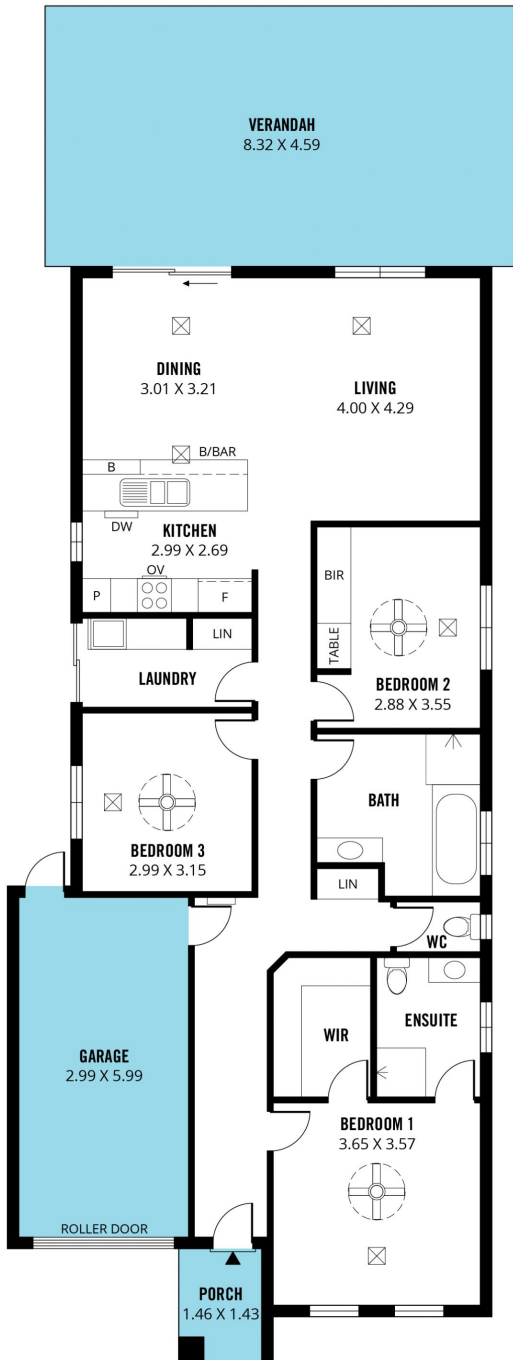 VERANDAH
8.32 X 4.59
DINING
3.01 X 3.21
LIVING
4.00 X 4.29
B/BAR
B
DW
KITCHEN
2.99 X 2.69
OV
P
F
BIR
TABLE
LIN
LAUNDRY
BEDROOM 2
2.88 X 3.55
BATH
BEDROOM 3
2.99 X 3.15
LIN
WC
ENSUITE
WIR
GARAGE
2.99 X 5.99
BEDROOM 1
3.65 X 3.57
ROLLER DOOR
PORCH
1.46 X 1.43